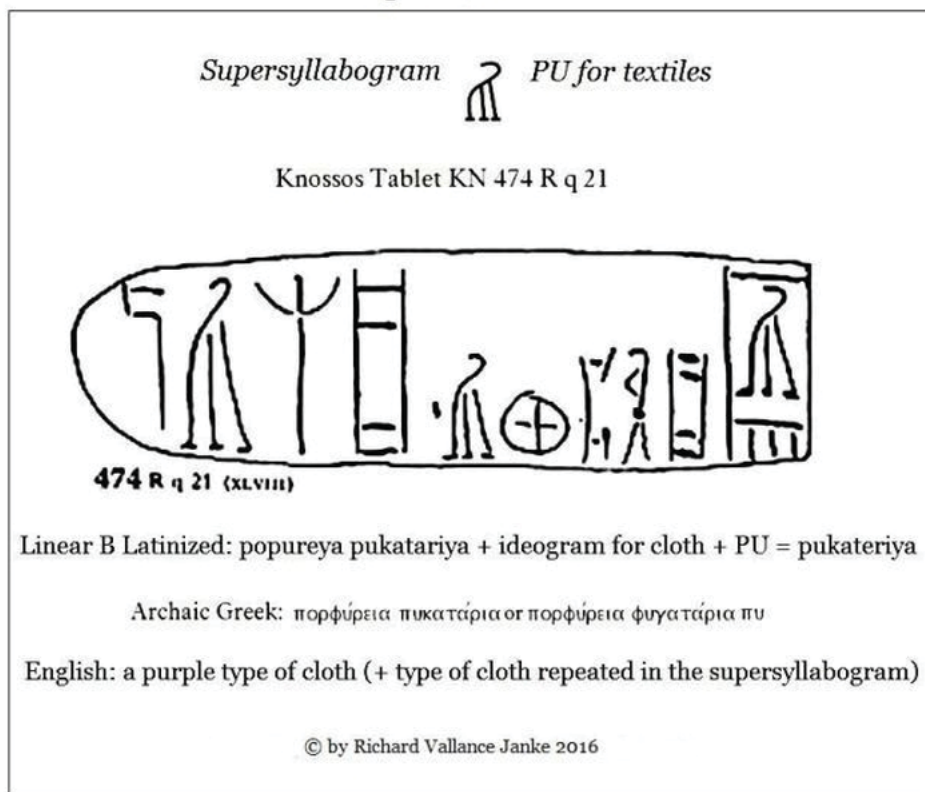 Supersyllabogram 𐀢 PU for textiles
Knossos Tablet KN 474 R q 21
𐀡𐀢𐀩𐀊 𐀢𐀏𐀲𐀪𐀊
474 R q 21 (XLVIII)
Linear B Latinized: popureya pukatariya + ideogram for cloth + PU = pukateriya
Archaic Greek: πορφύρεια πυκατάρια or πορφύρεια φυγατάρια πυ
English: a purple type of cloth (+ type of cloth repeated in the supersyllabogram)
© by Richard Vallance Janke 2016